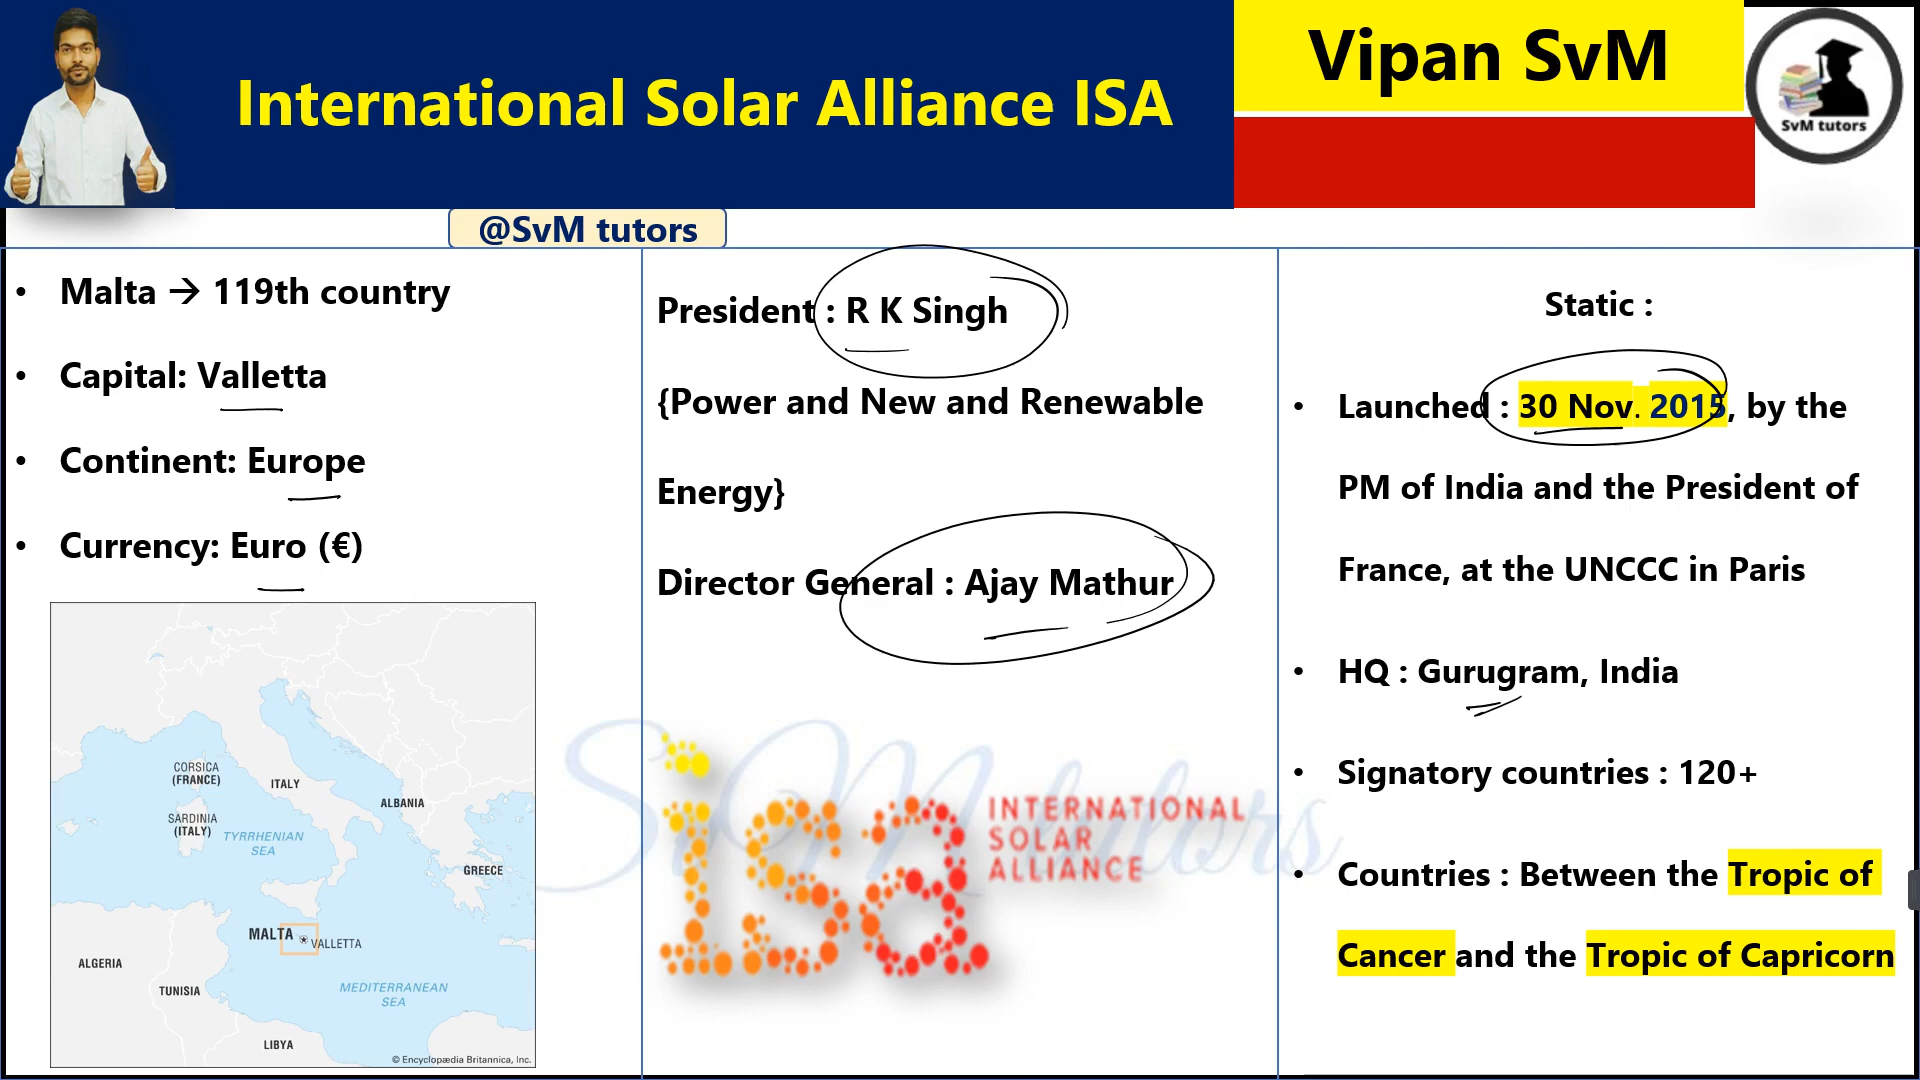 International Solar Alliance ISA
Vipan SvM
SvM tutors
@SvM tutors
• Malta → 119th country
• Capital: Valletta
• Continent: Europe
• Currency: Euro (€)
CORSICA
(FRANCE)
ITALY
ALBANIA
SARDINIA
(ITALY)
TYRRHENIAN
SEA
GREECE
MALTA
VALLETTA
ALGERIA
TUNISIA
MEDITERRANEAN
SEA
LIBYA
© Encyclopædia Britannica, Inc.
President : R K Singh
{Power and New and Renewable
Energy}
Director General : Ajay Mathur
SvM tutors
isa
INTERNATIONAL
SOLAR
ALLIANCE
Static :
• Launched : 30 Nov. 2015, by the
PM of India and the President of
France, at the UNCCC in Paris
• HQ : Gurugram, India
• Signatory countries : 120+
• Countries : Between the Tropic of
Cancer and the Tropic of Capricorn